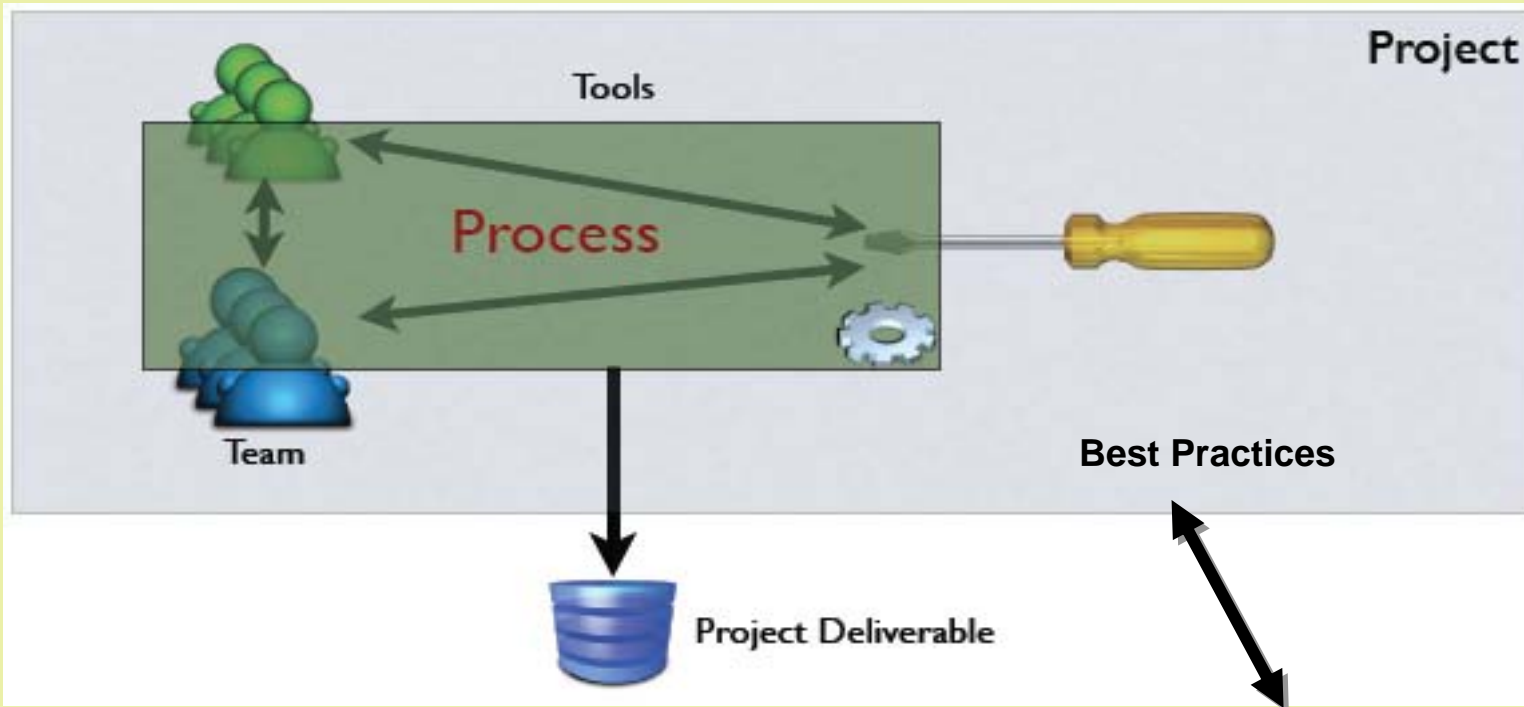 Project
Tools
Process
Team
Best Practices
Project Deliverable